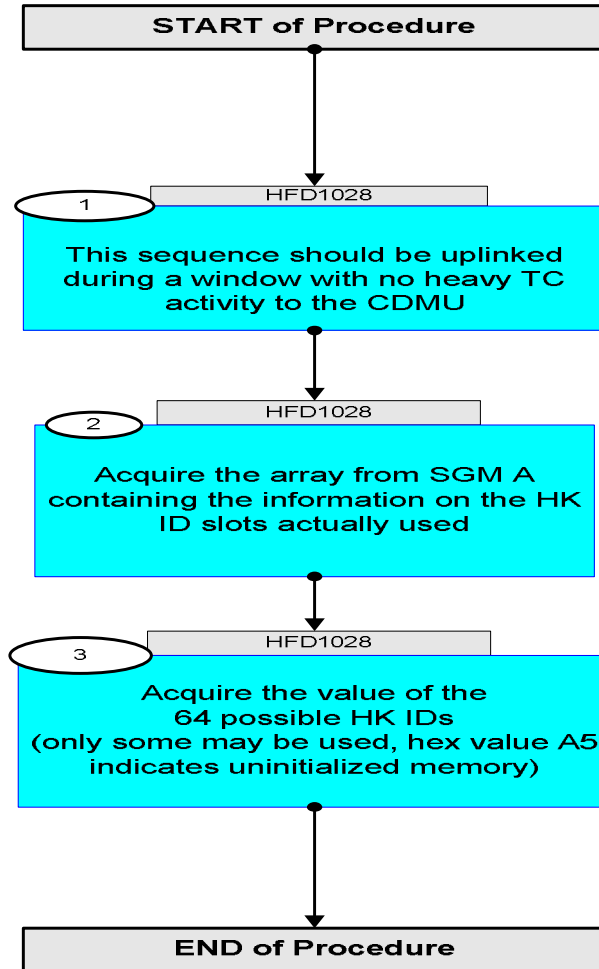 START of Procedure
HFD1028
1
This sequence should be uplinked
during a window with no heavy TC
activity to the CDMU
HFD1028
2
Acquire the array from SGM A
containing the information on the HK
ID slots actually used
HFD1028
3
Acquire the value of the
64 possible HK IDs
(only some may be used, hex value A5
indicates uninitialized memory)
END of Procedure